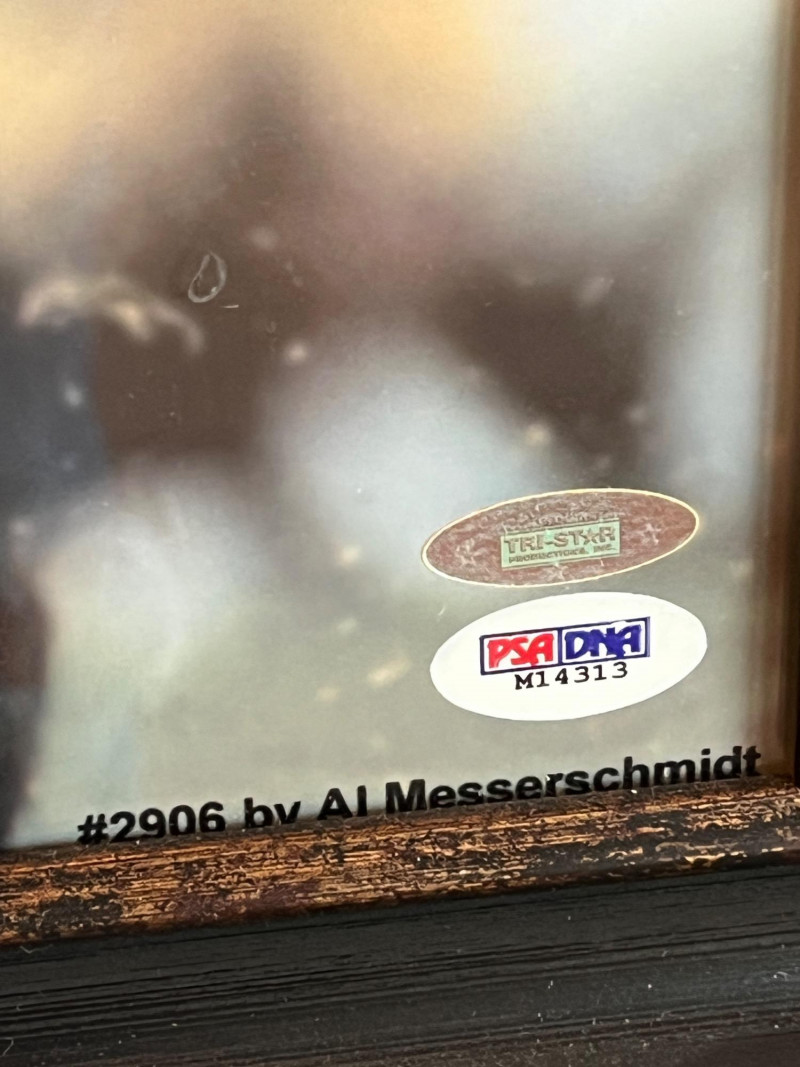 TRI-STAR
PRODUCTIONS, INC.
PSA DNA
M14313
#2906 by Al Messerschmidt